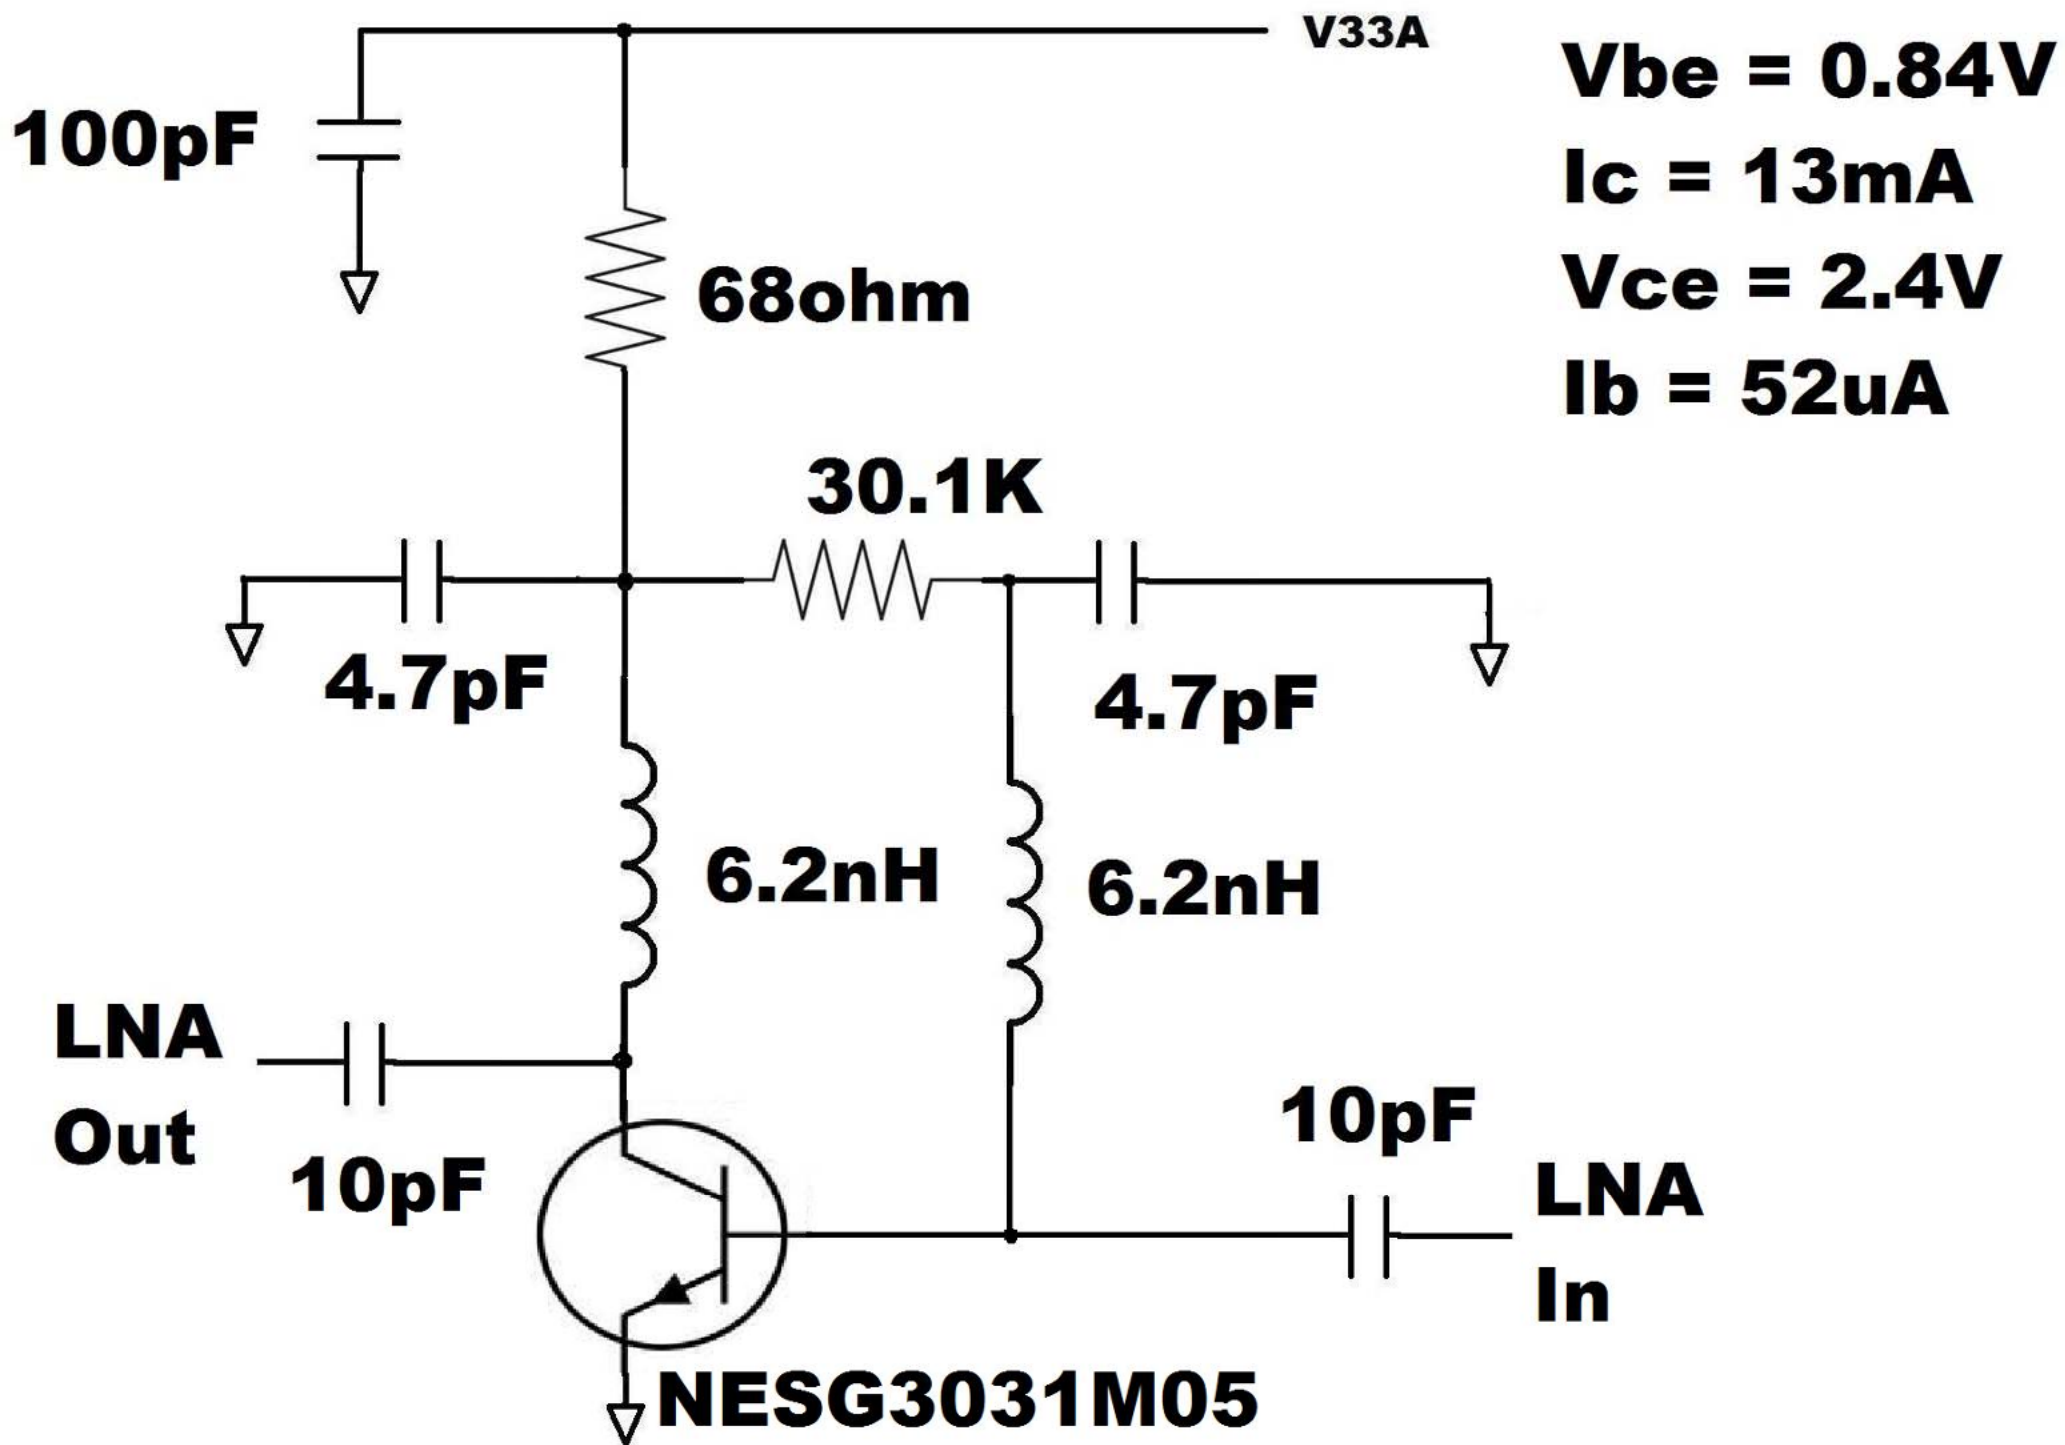 V33A
Vbe = 0.84V
Ic = 13mA
Vce = 2.4V
Ib = 52uA
100pF
68ohm
30.1K
4.7pF
4.7pF
6.2nH
6.2nH
LNA
Out
10pF
10pF
LNA
In
NESG3031M05